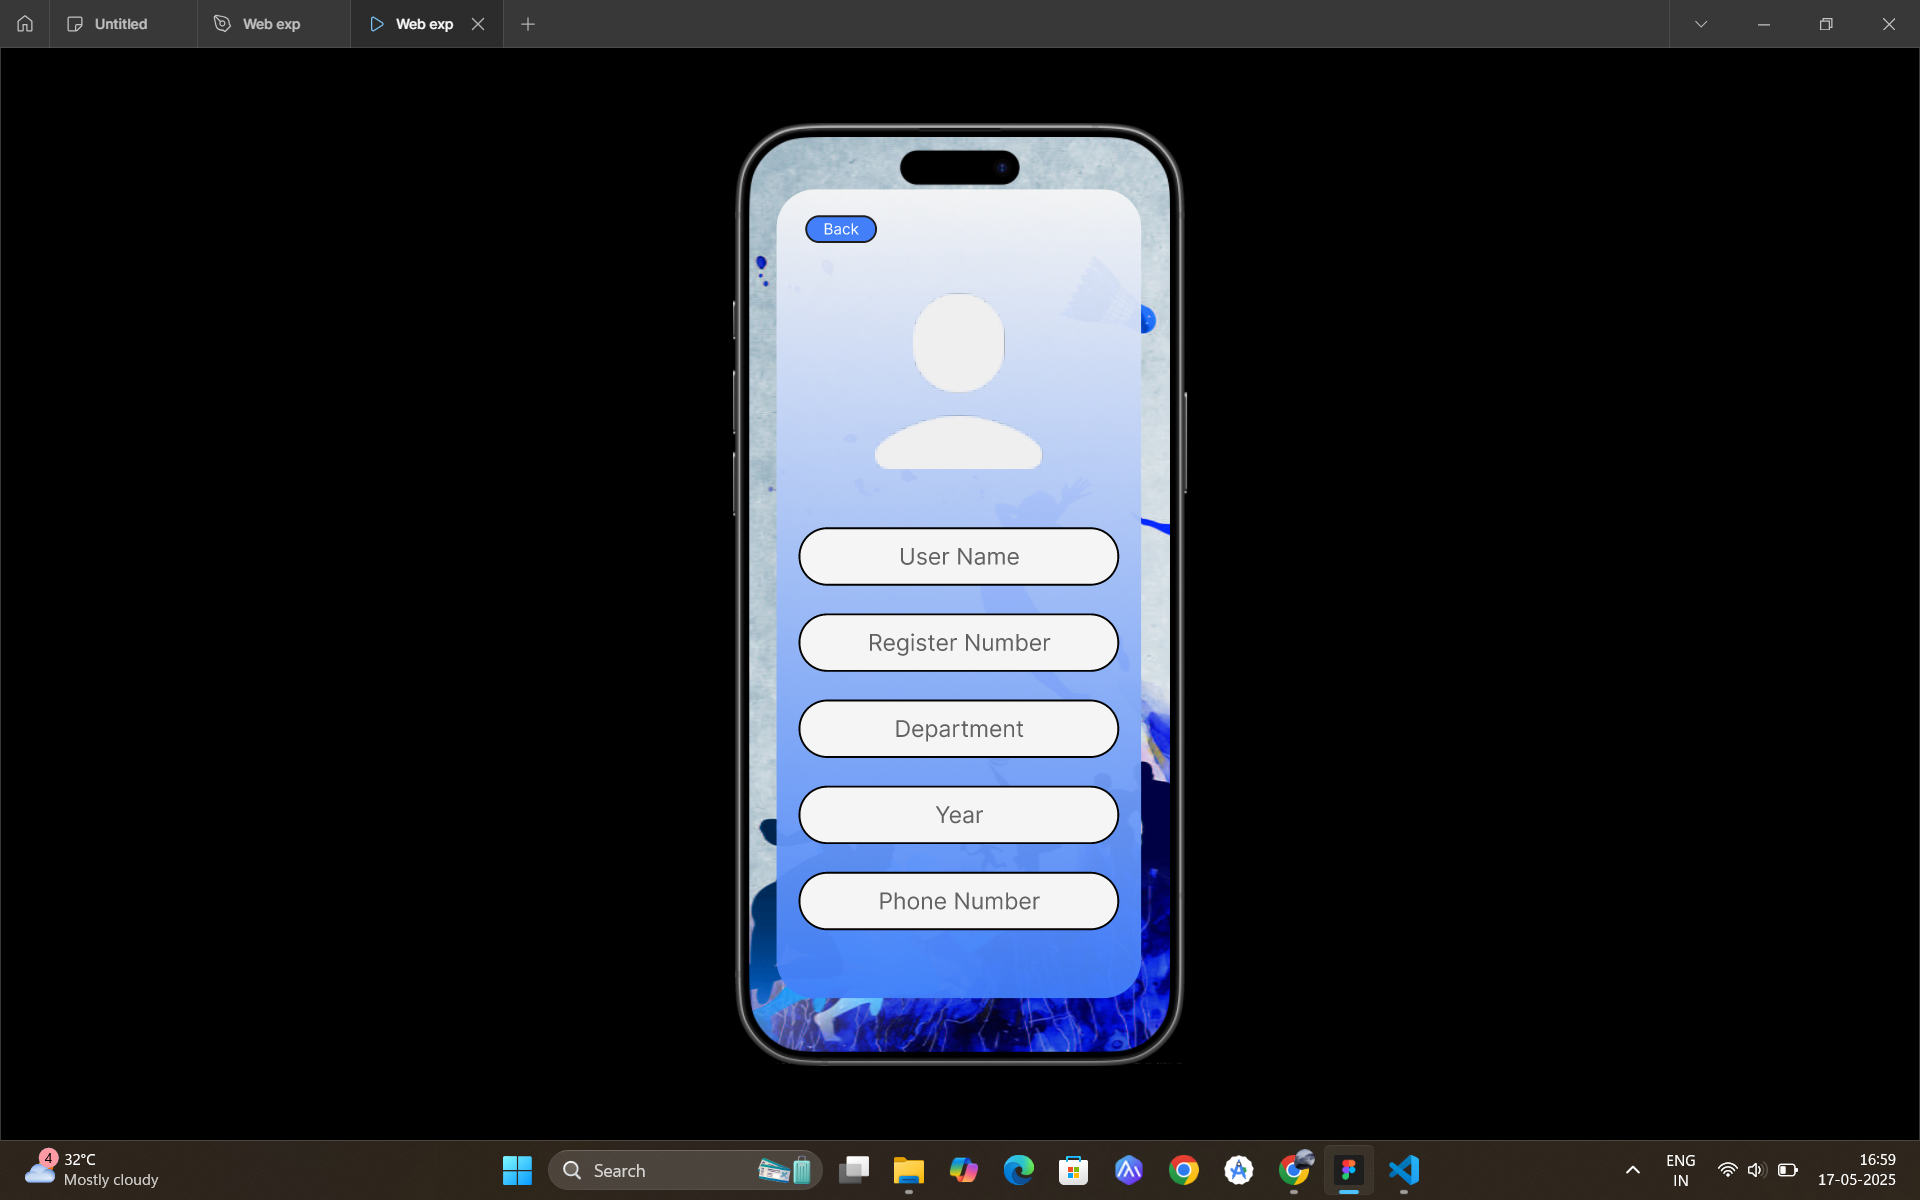 Untitled
Web exp
Web exp
Back
User Name
Register Number
Department
Year
Phone Number
4
32°C
Mostly cloudy
Search
ENG
IN
16:59
17-05-2025